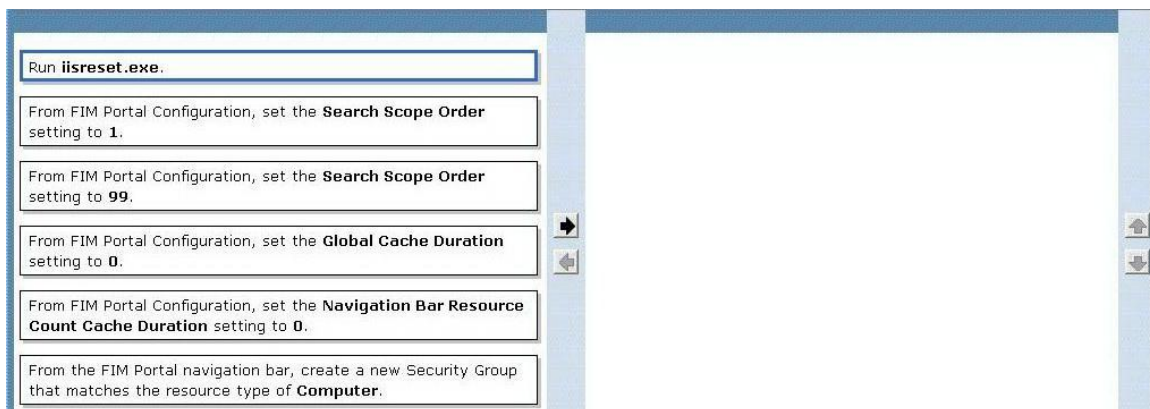 Run iisreset.exe.
From FIM Portal Configuration, set the Search Scope Order
setting to 1.
From FIM Portal Configuration, set the Search Scope Order
setting to 99.
From FIM Portal Configuration, set the Global Cache Duration
setting to 0.
From FIM Portal Configuration, set the Navigation Bar Resource
Count Cache Duration setting to 0.
From the FIM Portal navigation bar, create a new Security Group
that matches the resource type of Computer.